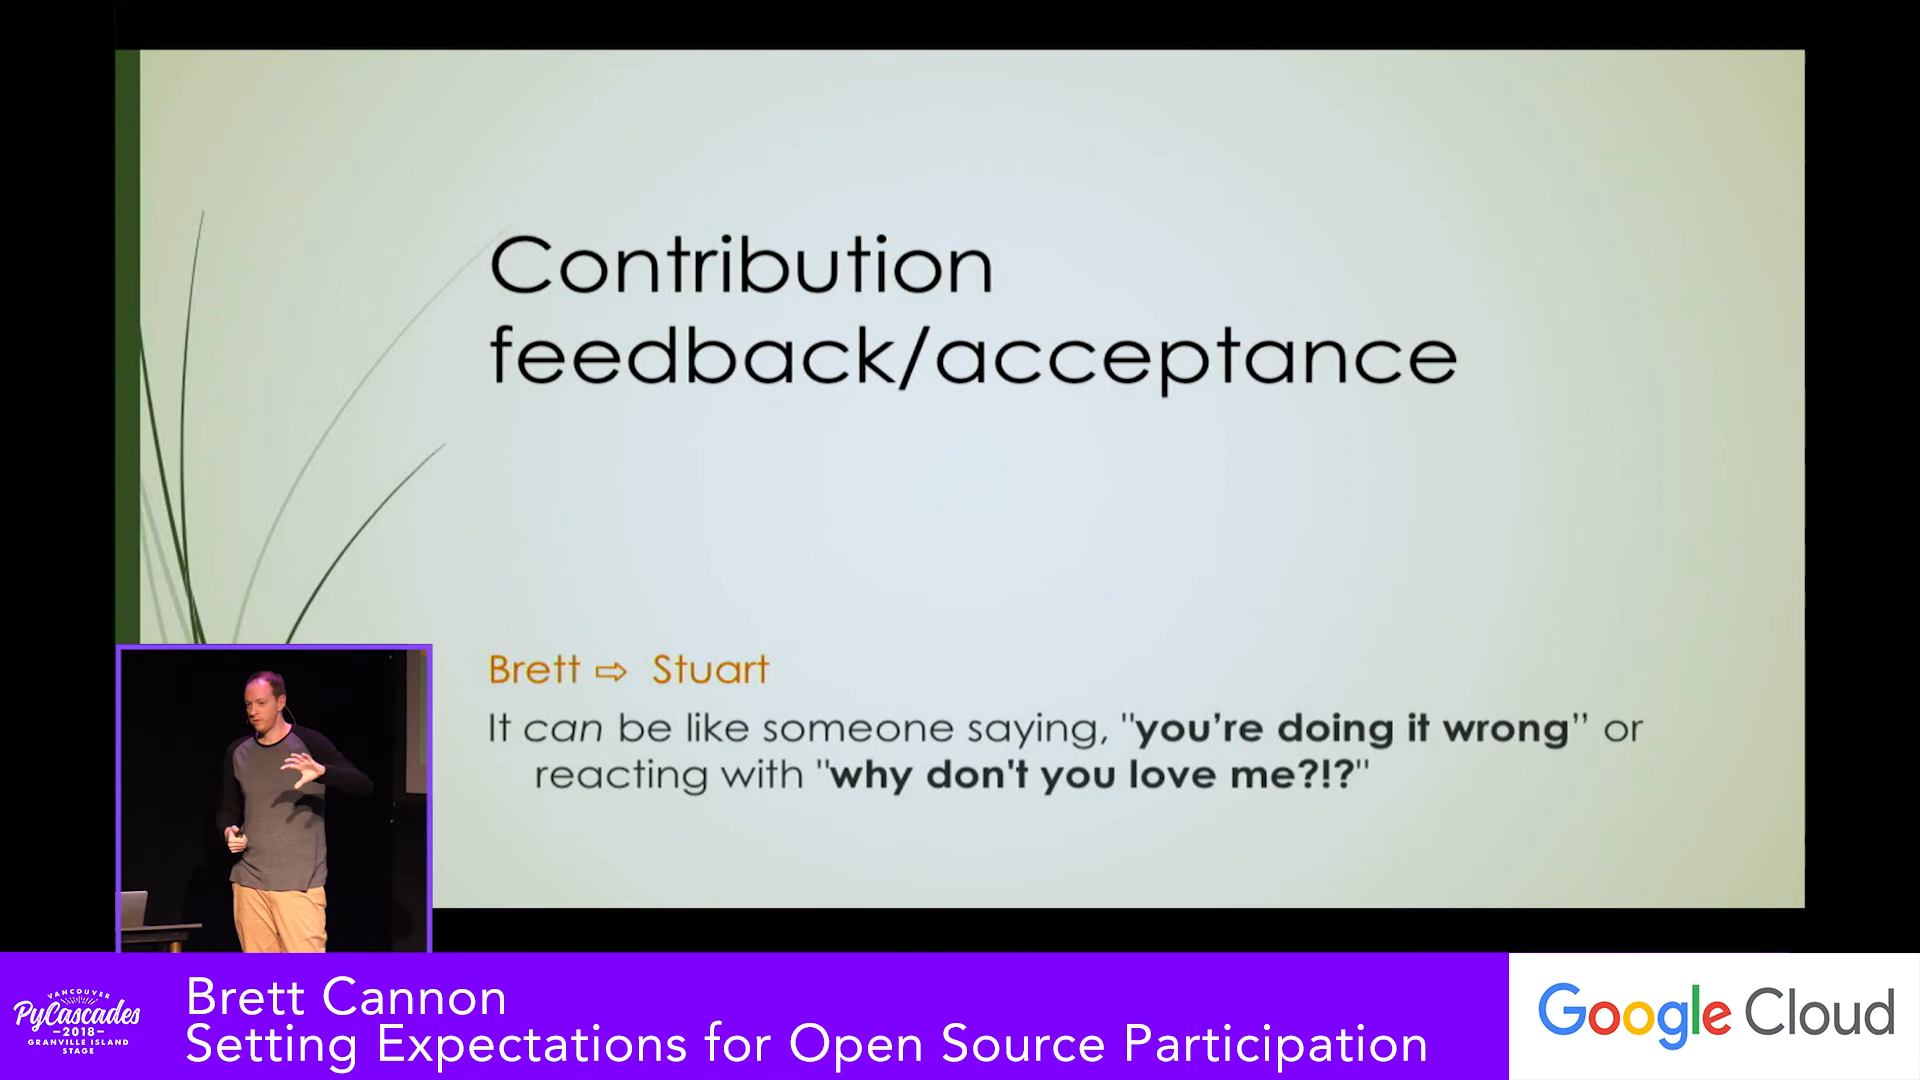 Contribution
feedback/acceptance
Brett ⇨ Stuart
It can be like someone saying, "you’re doing it wrong” or
reacting with "why don't you love me?!?"
VANCOUVER
PyCascades
–2018–
GRANVILLE ISLAND
STAGE
Brett Cannon
Setting Expectations for Open Source Participation
Google Cloud